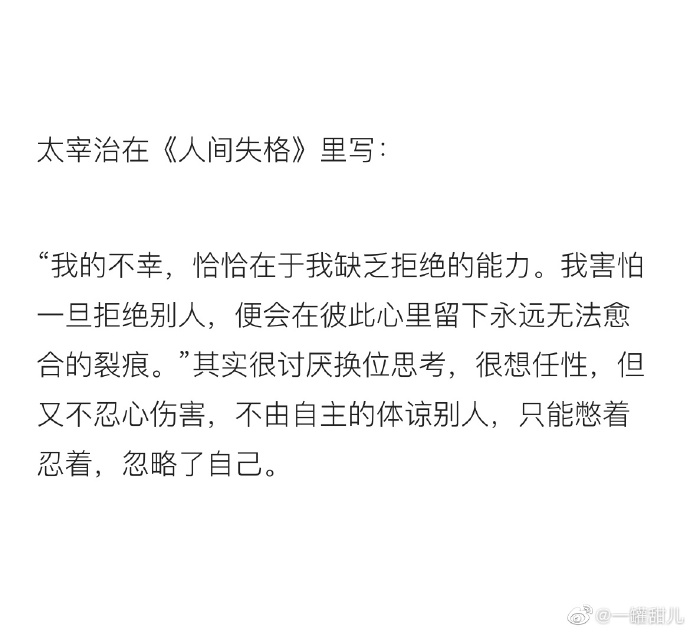 太宰治在《人间失格》里写：
“我的不幸，恰恰在于我缺乏拒绝的能力。我害怕
一旦拒绝别人，便会在彼此心里留下永远无法愈
合的裂痕。”其实很讨厌换位思考，很想任性，但
又不忍心伤害，不由自主的体谅别人，只能憋着
忍着，忽略了自己。
@一罐甜儿